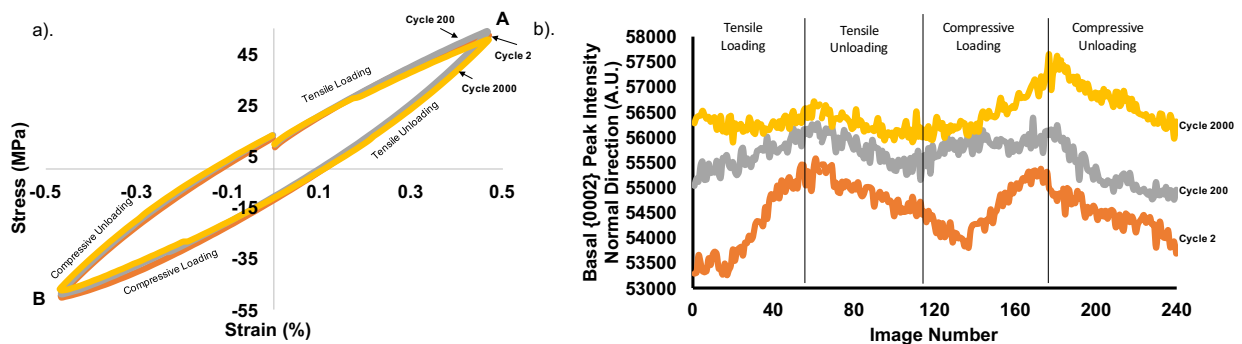 a).
A
Cycle 200
Cycle 2
Cycle 2000
Tensile Loading
Tensile Unloading
Compressive Unloading
Compressive Loading
B
45
25
5
-15
-35
-55
-0.5
-0.3
-0.1
0.1
0.3
0.5
Stress (MPa)
Strain (%)
b).
Tensile
Loading
Tensile
Unloading
Compressive
Loading
Compressive
Unloading
58000
57500
57000
56500
56000
55500
55000
54500
54000
53500
53000
Basal {0002} Peak Intensity
Normal Direction (A.U.)
Cycle 2000
Cycle 200
Cycle 2
0
40
80
120
160
200
240
Image Number